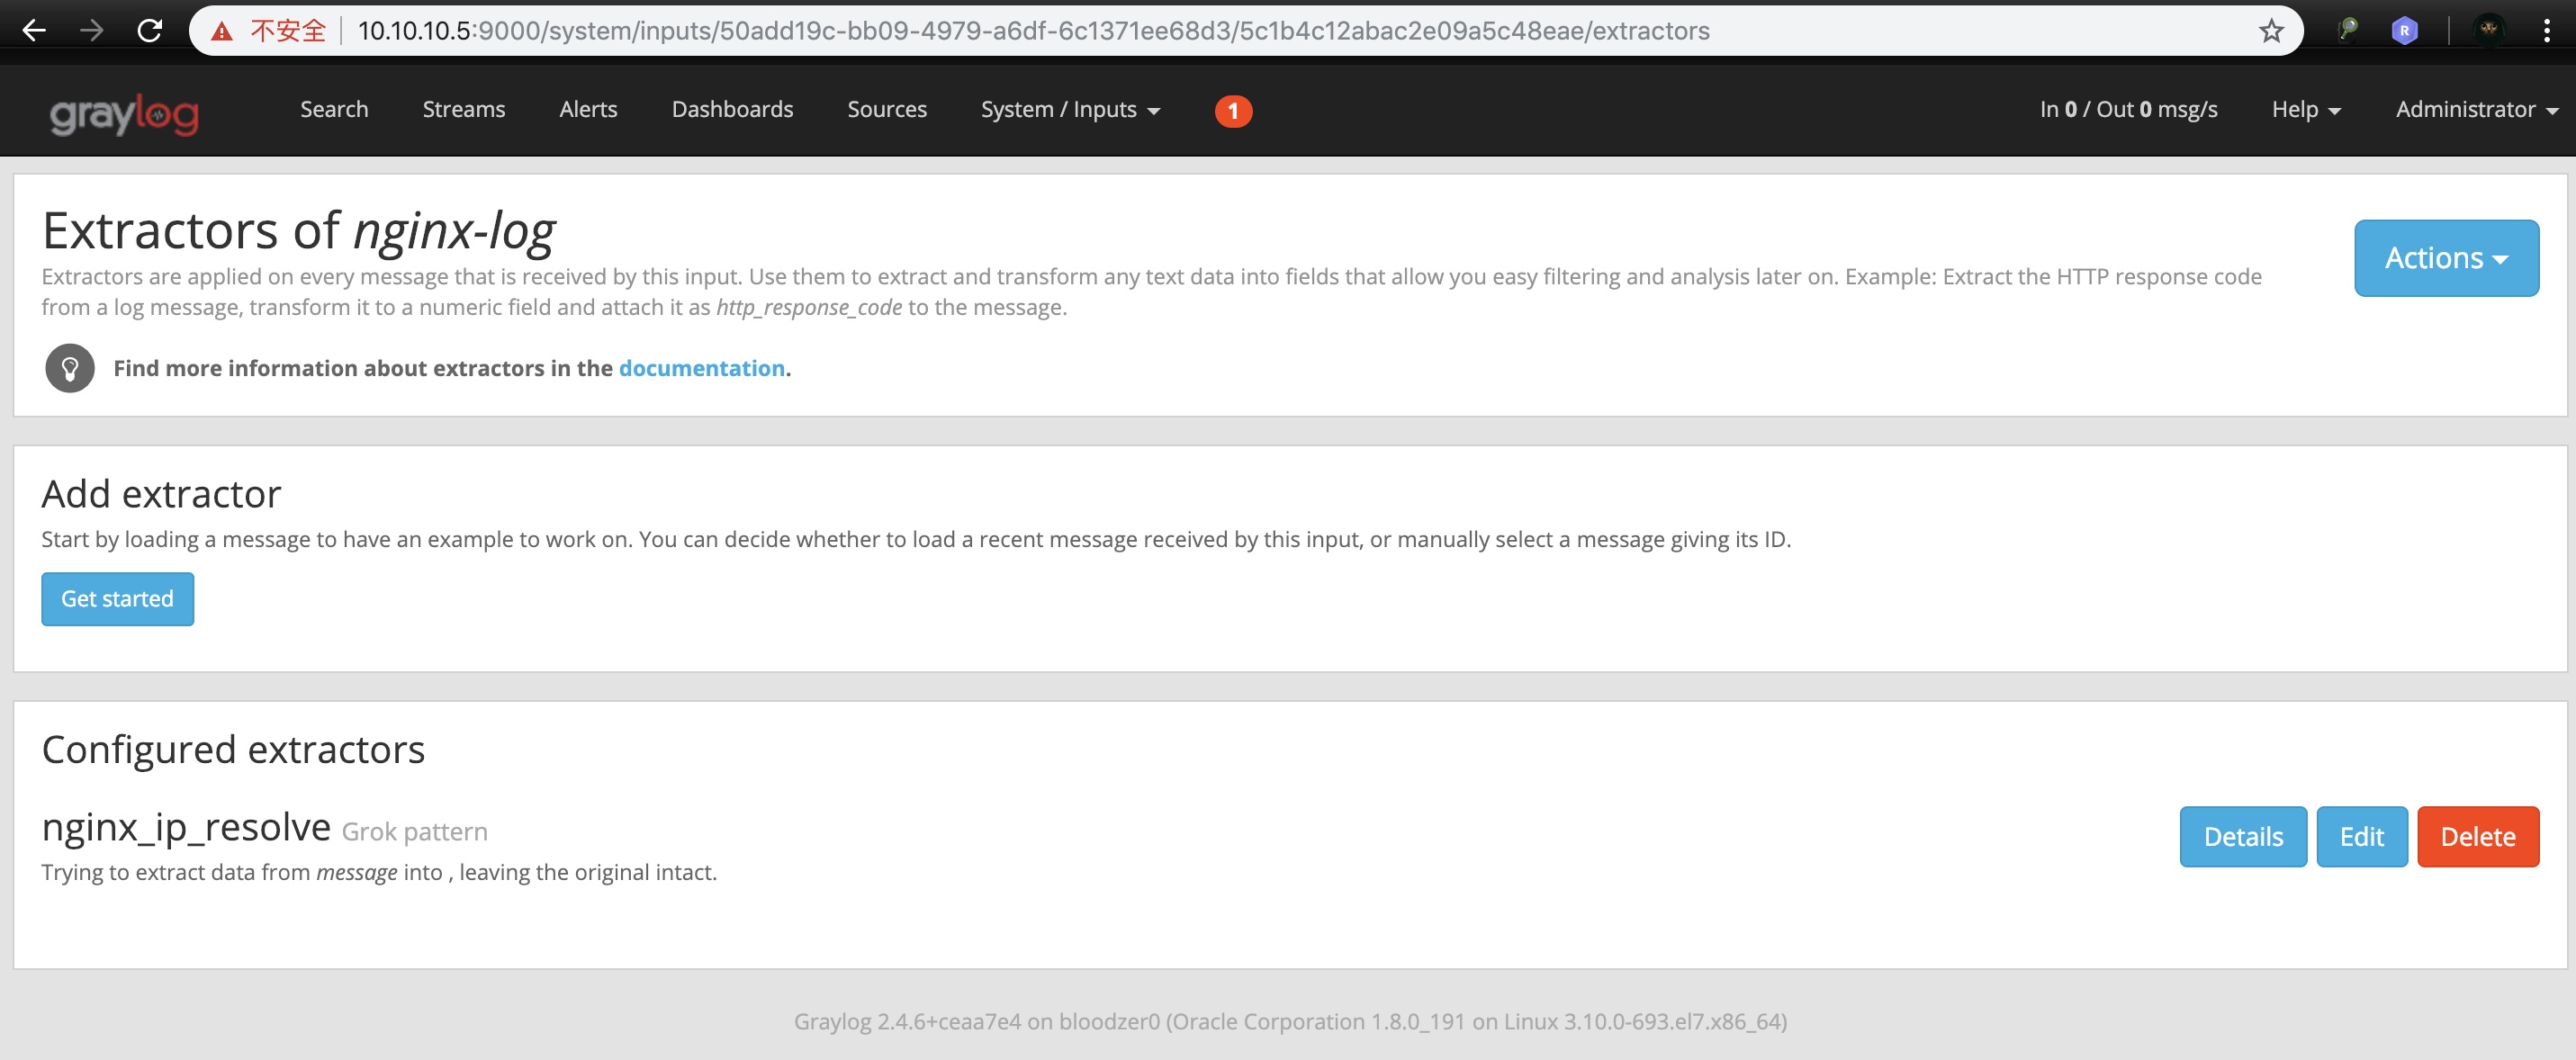 不安全 10.10.10.5:9000/system/inputs/50add19c-bb09-4979-a6df-6c1371ee68d3/5c1b4c12abac2e09a5c48eae/extractors R
graylog Search Streams Alerts Dashboards Sources System / Inputs 1 In 0 / Out 0 msg/s Help Administrator
Extractors of nginx-log
Actions
Extractors are applied on every message that is received by this input. Use them to extract and transform any text data into fields that allow you easy filtering and analysis later on. Example: Extract the HTTP response code
from a log message, transform it to a numeric field and attach it as http_response_code to the message.
Find more information about extractors in the documentation.
Add extractor
Start by loading a message to have an example to work on. You can decide whether to load a recent message received by this input, or manually select a message giving its ID.
Get started
Configured extractors
nginx_ip_resolve Grok pattern
Details Edit Delete
Trying to extract data from message into , leaving the original intact.
Graylog 2.4.6+ceaa7e4 on bloodzer0 (Oracle Corporation 1.8.0_191 on Linux 3.10.0-693.el7.x86_64)